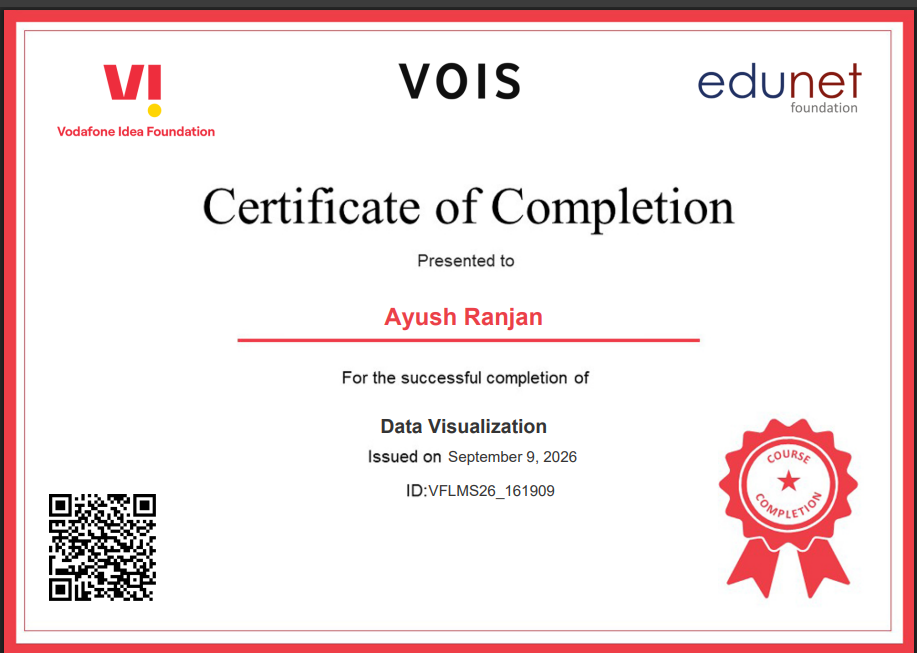 VI
Vodafone Idea Foundation
VOIS
edunet
foundation
Certificate of Completion
Presented to
Ayush Ranjan
For the successful completion of
Data Visualization
Issued on September 9, 2026
ID:VFLMS26_161909
COURSE
COMPLETION